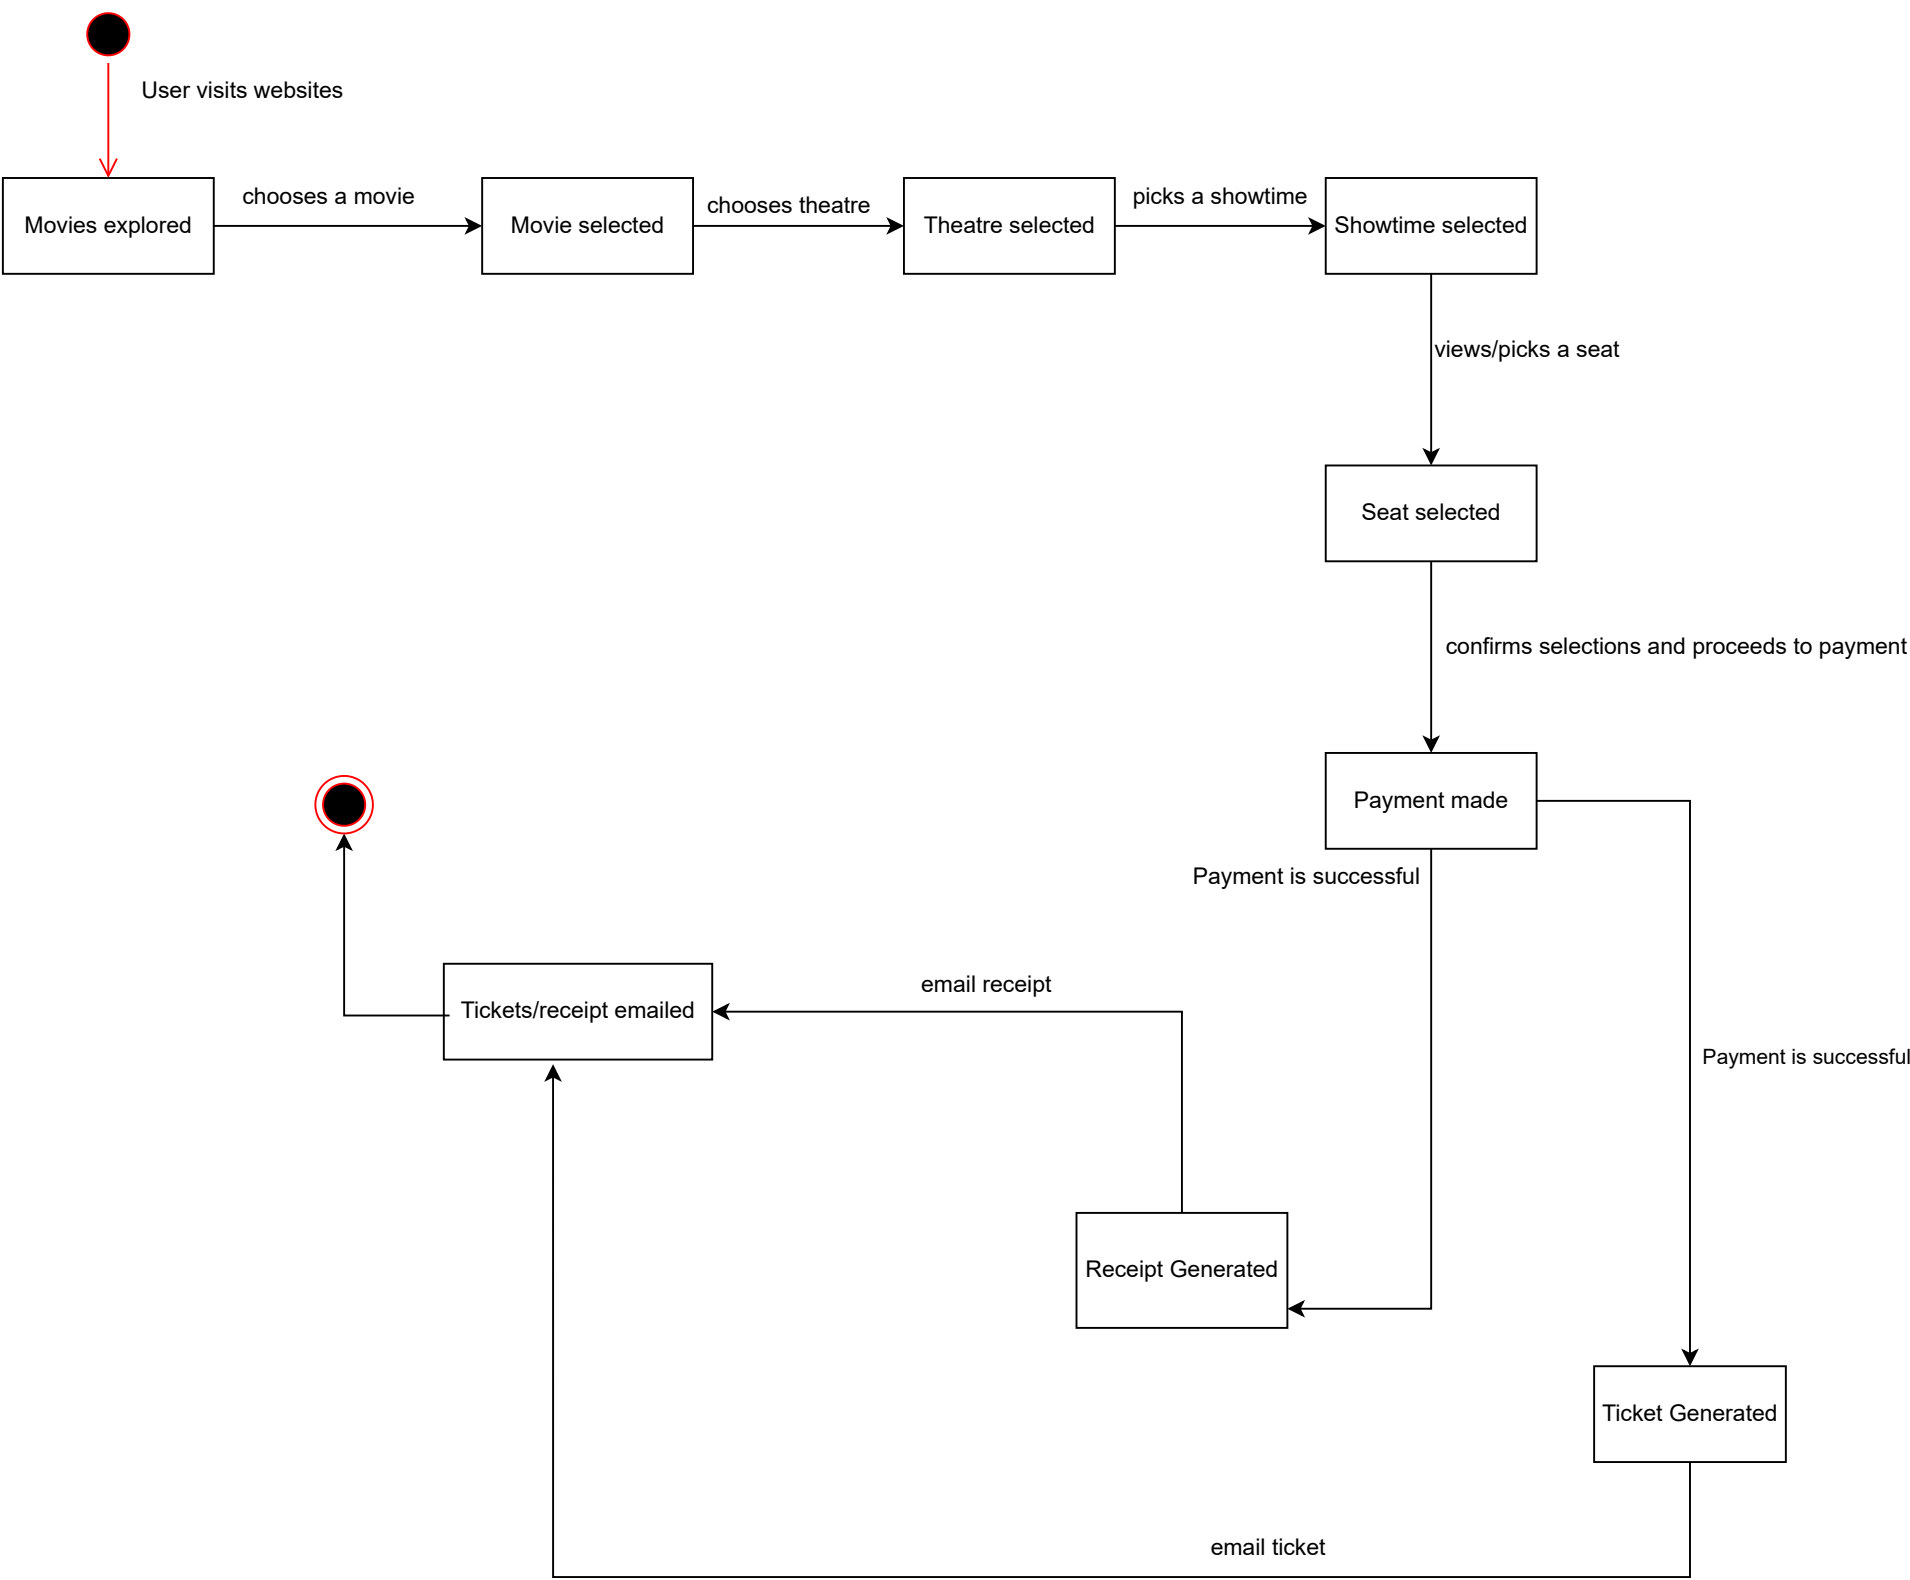 User visits websites
Movies explored
chooses a movie
Movie selected
chooses theatre
Theatre selected
picks a showtime
Showtime selected
views/picks a seat
Seat selected
confirms selections and proceeds to payment
Payment made
Payment is successful
Payment is successful
Tickets/receipt emailed
email receipt
Receipt Generated
Ticket Generated
email ticket